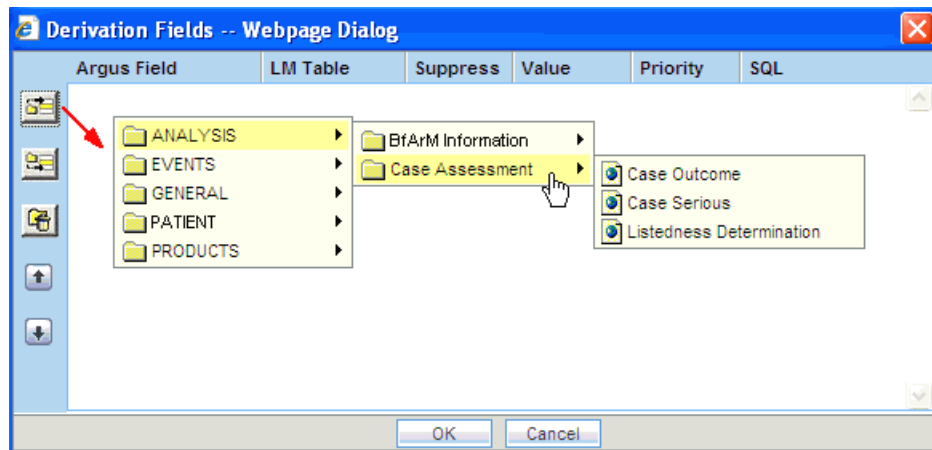 Derivation Fields -- Webpage Dialog
Argus Field LM Table Suppress Value Priority SQL
ANALYSIS
EVENTS
GENERAL
PATIENT
PRODUCTS
BfArM Information
Case Assessment
Case Outcome
Case Serious
Listedness Determination
OK Cancel